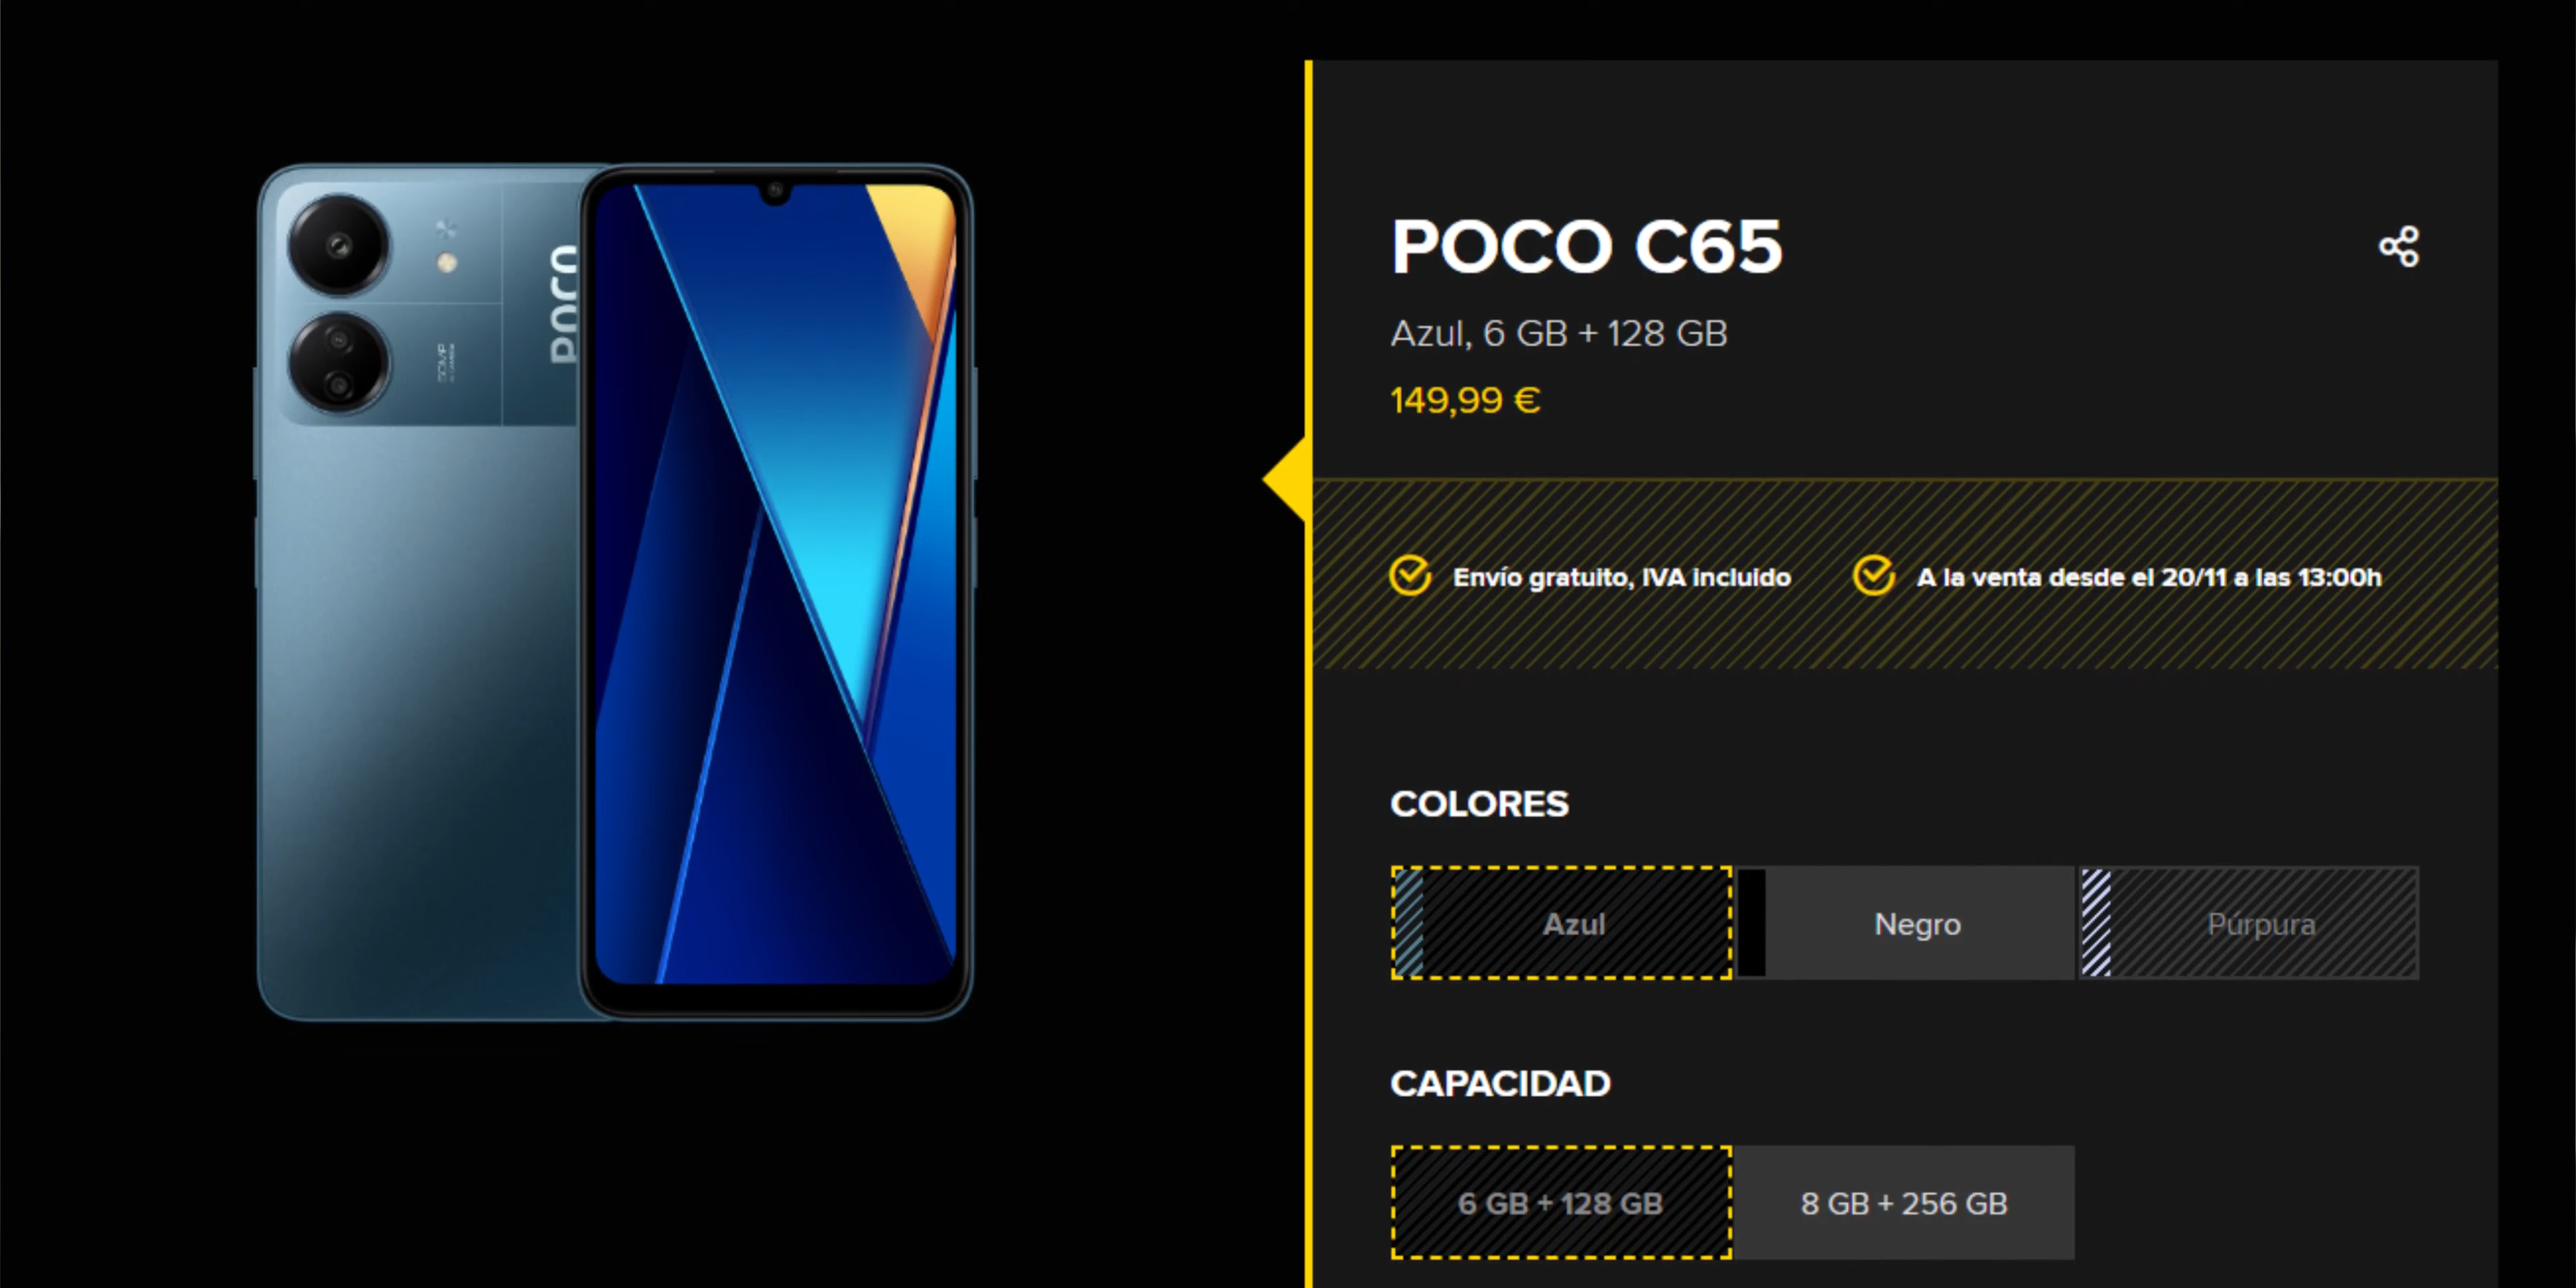 POCO
50MP
POCO C65
Azul, 6 GB + 128 GB
149,99 €
Envío gratuito, IVA incluido
A la venta desde el 20/11 a las 13:00h
COLORES
Azul
Negro
Púrpura
CAPACIDAD
6 GB + 128 GB
8 GB + 256 GB